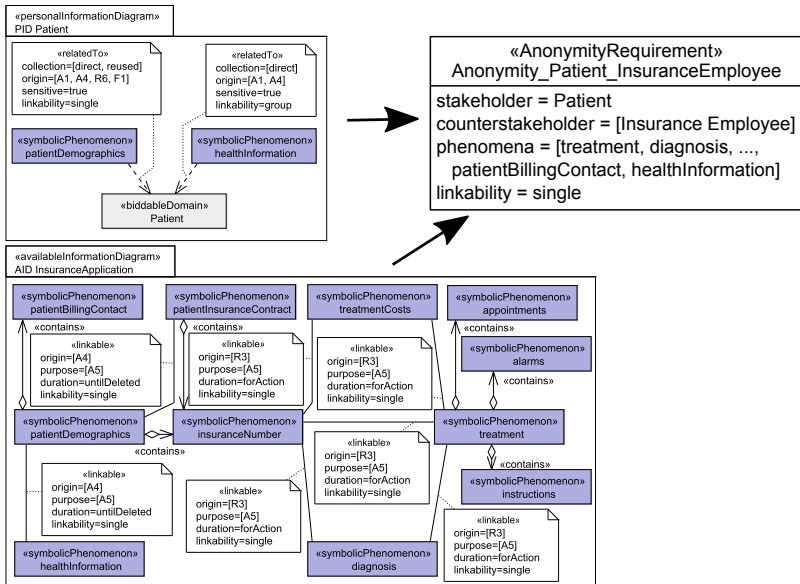 «personalInformationDiagram»
PID Patient
«relatedTo»
collection=[direct, reused]
origin=[A1, A4, R6, F1]
sensitive=true
linkability=single
«relatedTo»
collection=[direct]
origin=[A1, A4]
sensitive=true
linkability=group
«symbolicPhenomenon»
patientDemographics
«symbolicPhenomenon»
healthInformation
«biddableDomain»
Patient
«AnonymityRequirement»
Anonymity_Patient_InsuranceEmployee
stakeholder = Patient
counterstakeholder = [Insurance Employee]
phenomena = [treatment, diagnosis, ...,
patientBillingContact, healthInformation]
linkability = single
«availableInformationDiagram»
AID InsuranceApplication
«symbolicPhenomenon»
patientBillingContact
«symbolicPhenomenon»
patientInsuranceContract
«symbolicPhenomenon»
treatmentCosts
«symbolicPhenomenon»
appointments
«contains»
«contains»
«contains»
«linkable»
origin=[A4]
purpose=[A5]
duration=untilDeleted
linkability=single
«linkable»
origin=[R3]
purpose=[A5]
duration=forAction
linkability=single
«linkable»
origin=[R3]
purpose=[A5]
duration=forAction
linkability=single
«symbolicPhenomenon»
alarms
«contains»
«symbolicPhenomenon»
patientDemographics
«symbolicPhenomenon»
insuranceNumber
«symbolicPhenomenon»
treatment
«contains»
«contains»
«linkable»
origin=[A4]
purpose=[A5]
duration=untilDeleted
linkability=single
«linkable»
origin=[R3]
purpose=[A5]
duration=forAction
linkability=single
«linkable»
origin=[R3]
purpose=[A5]
duration=forAction
linkability=single
«symbolicPhenomenon»
instructions
«linkable»
origin=[R3]
purpose=[A5]
duration=forAction
linkability=single
«symbolicPhenomenon»
healthInformation
«symbolicPhenomenon»
diagnosis